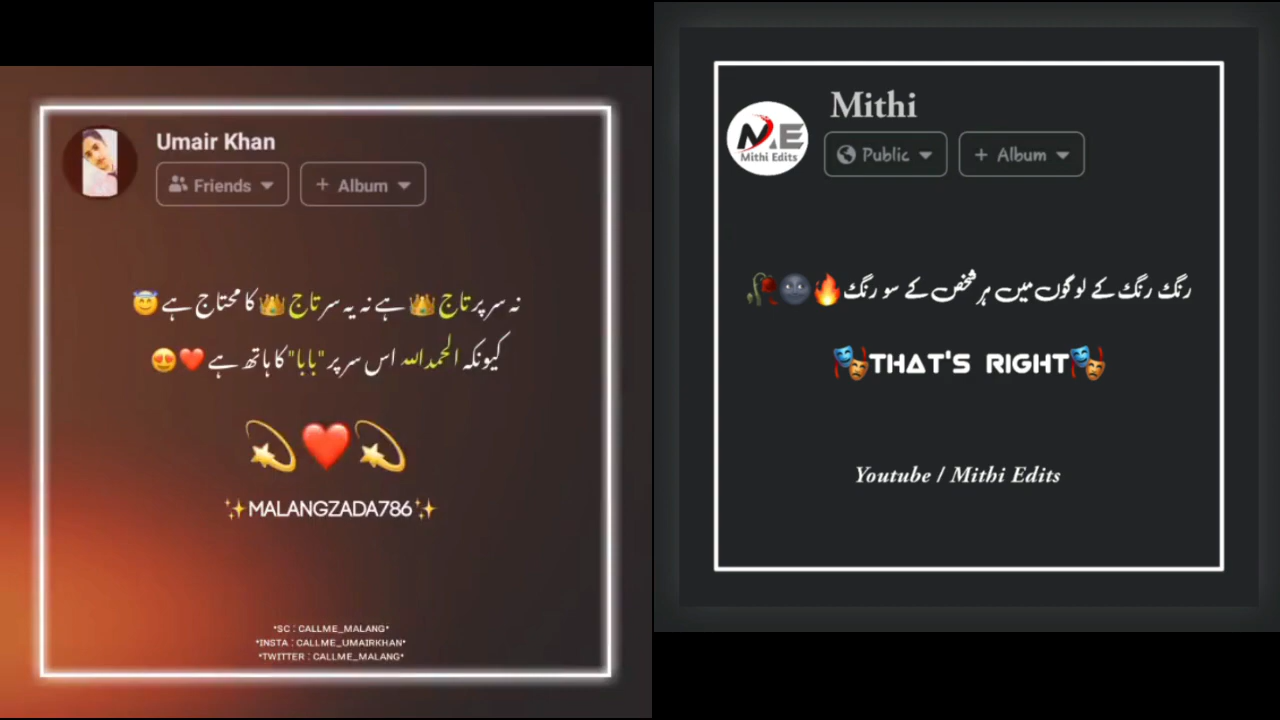 Umair Khan
Friends
+ Album
نہ سر پر تاج 👑 ہے نہ یہ سر تاج 👑 کا محتاج ہے 😇
کیونکہ الحمداللہ اس سر پر "بابا" کا ہاتھ ہے ❤️😍
💫❤️💫
✨MALANGZADA786✨
*SC : CALLME_MALANG*
*INSTA : CALLME_UMAIRKHAN*
*TWITTER : CALLME_MALANG*
ME
Mithi Edits
Mithi
Public
+ Album
رنگ رنگ کے لوگوں میں ہر شخص کے سو رنگ🔥🌚🥀
🎭THAT'S RIGHT🎭
Youtube / Mithi Edits